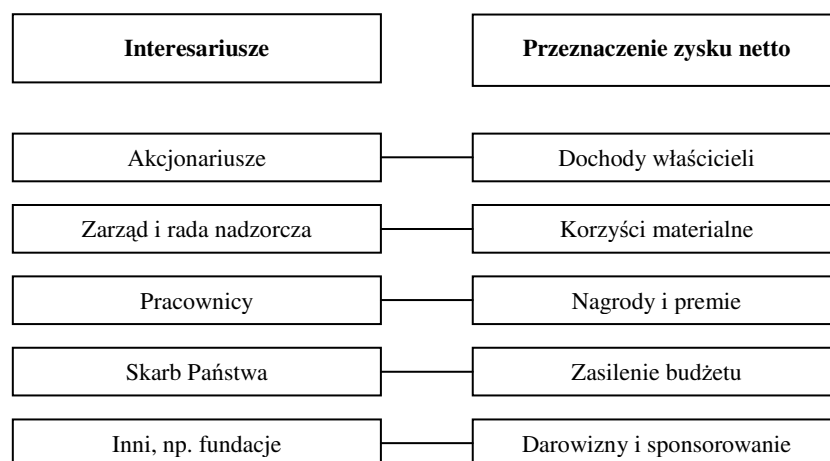 Interesariusze
Przeznaczenie zysku netto
Akcjonariusze
Dochody właścicieli
Zarząd i rada nadzorcza
Korzyści materialne
Pracownicy
Nagrody i premie
Skarb Państwa
Zasilenie budżetu
Inni, np. fundacje
Darowizny i sponsorowanie